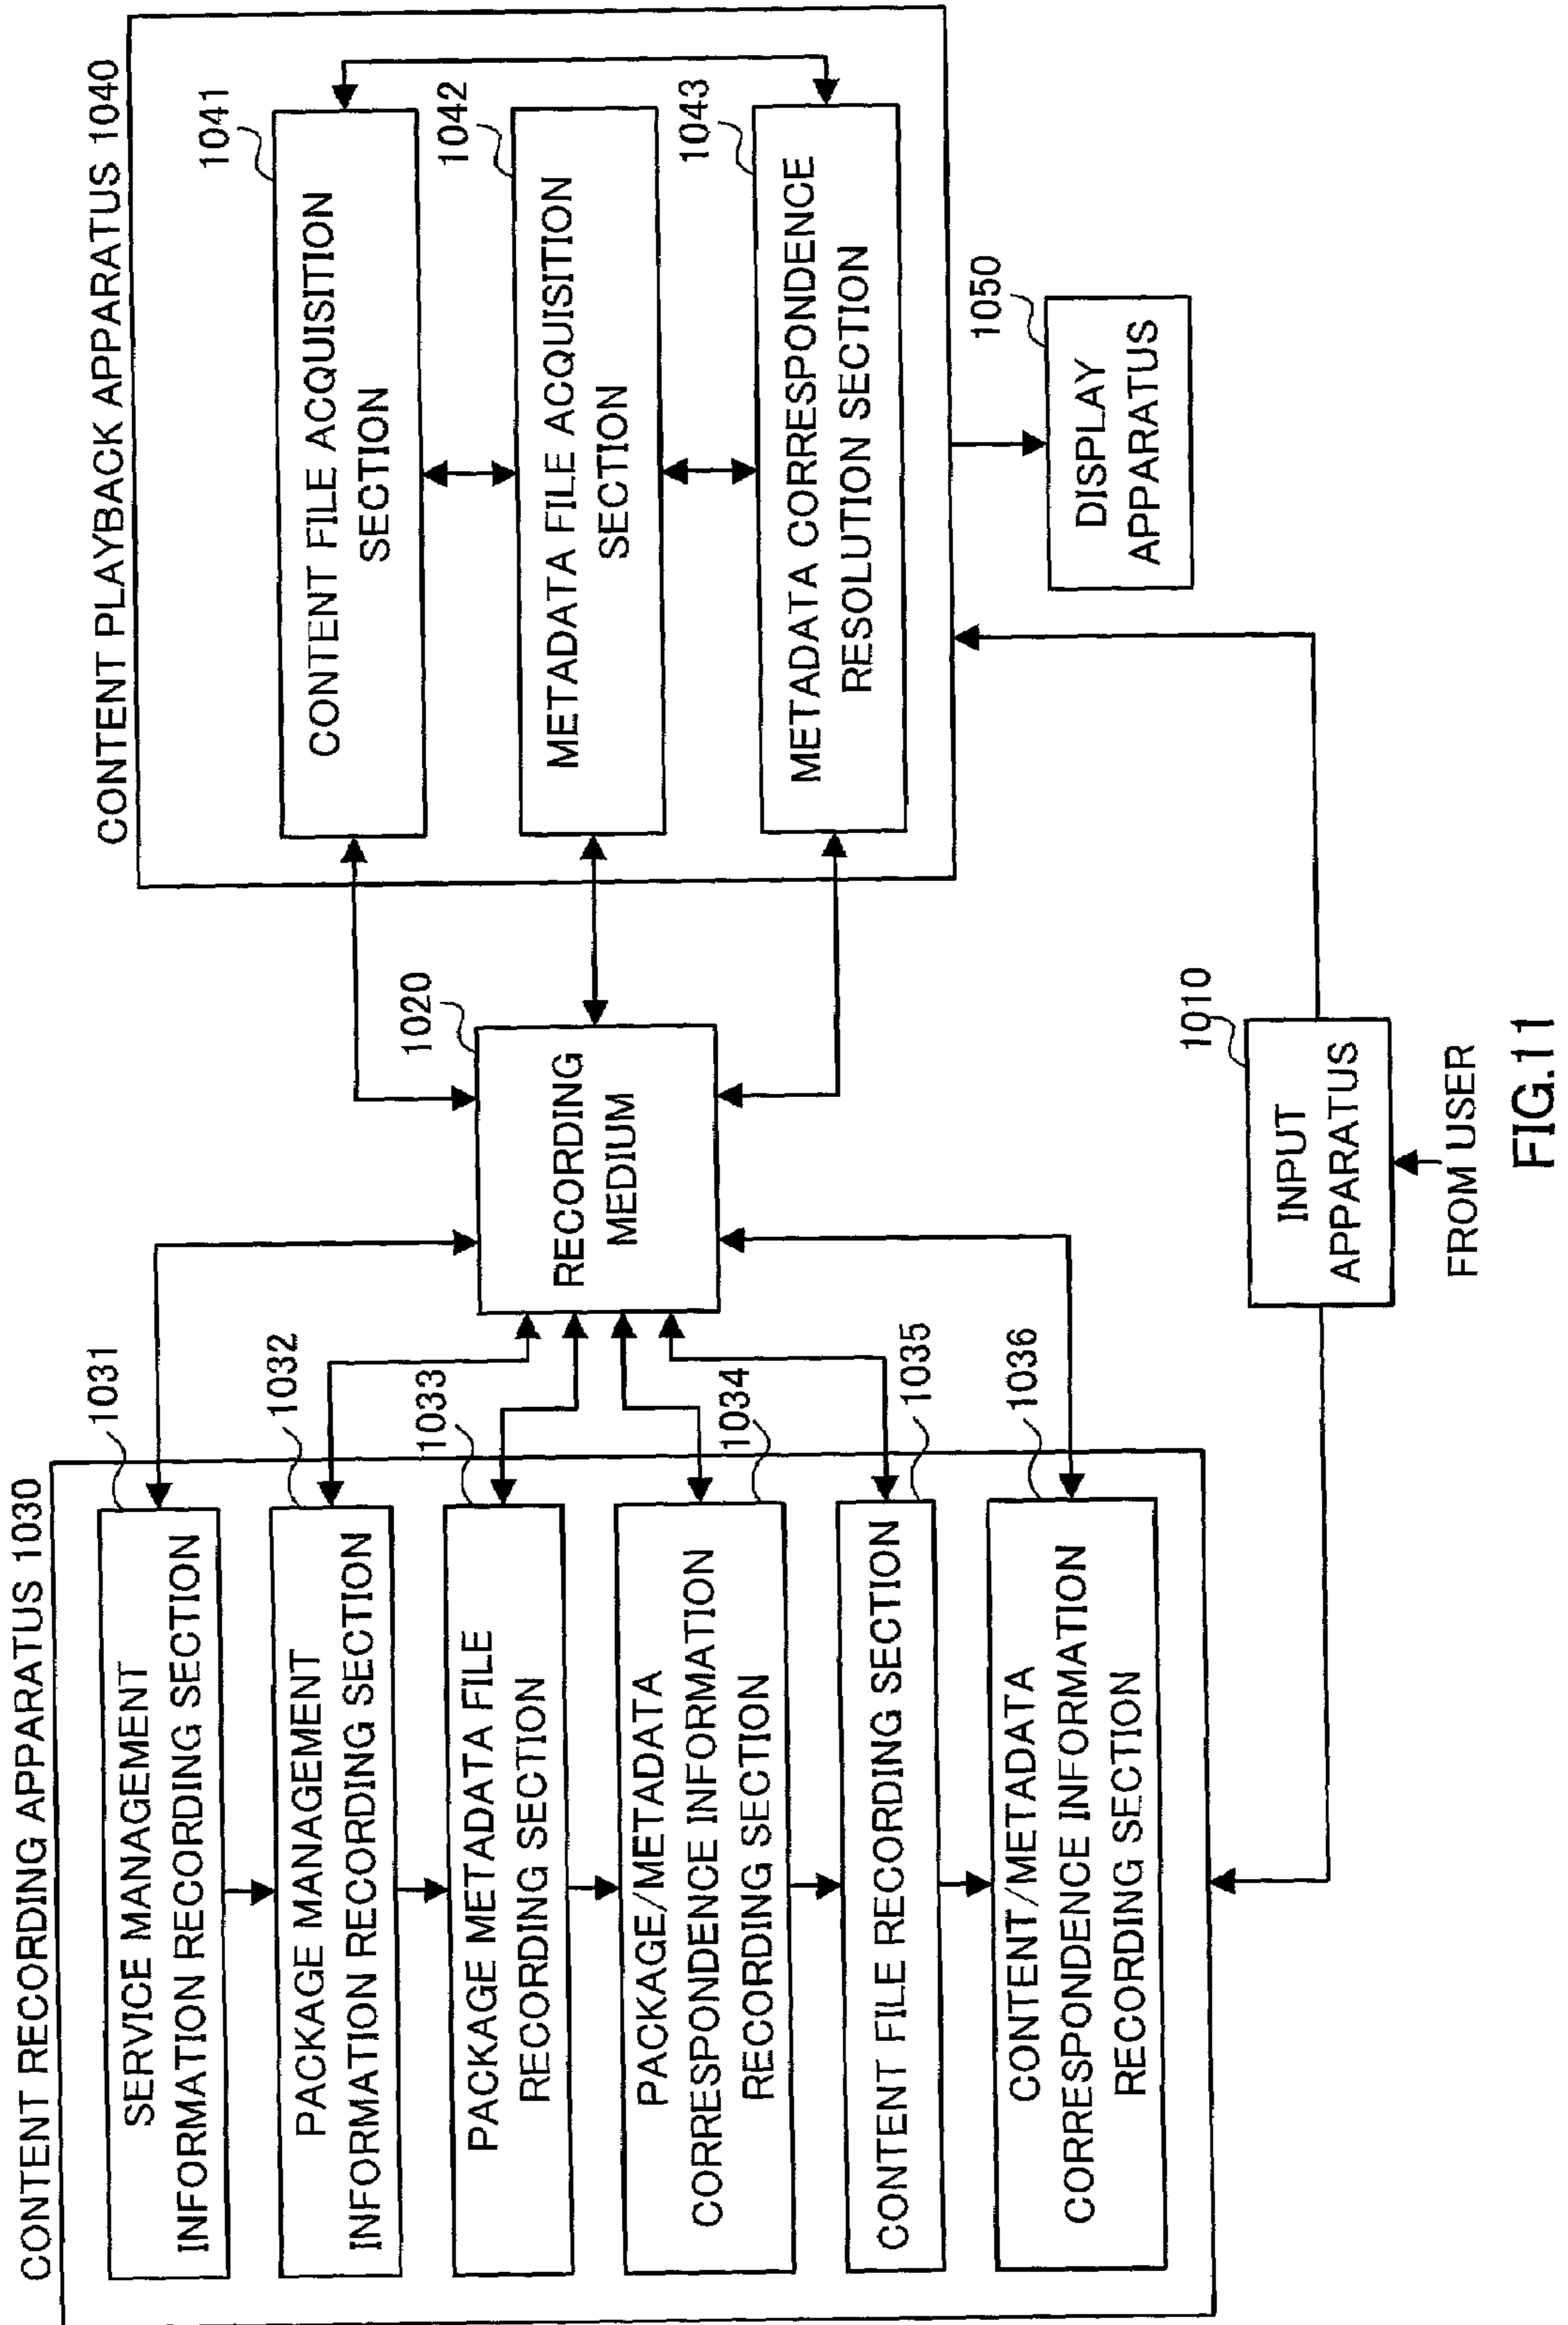 CONTENT RECORDING APPARATUS 1030
SERVICE MANAGEMENT
INFORMATION RECORDING SECTION
1031
PACKAGE MANAGEMENT
INFORMATION RECORDING SECTION
1032
PACKAGE METADATA FILE
RECORDING SECTION
1033
PACKAGE/METADATA
CORRESPONDENCE INFORMATION
RECORDING SECTION
1034
CONTENT FILE RECORDING SECTION
1035
CONTENT/METADATA
CORRESPONDENCE INFORMATION
RECORDING SECTION
1036
RECORDING
MEDIUM
1020
CONTENT PLAYBACK APPARATUS 1040
CONTENT FILE ACQUISITION
SECTION
1041
METADATA FILE ACQUISITION
SECTION
1042
METADATA CORRESPONDENCE
RESOLUTION SECTION
1043
DISPLAY
APPARATUS
1050
INPUT
APPARATUS
1010
FROM USER
FIG.11